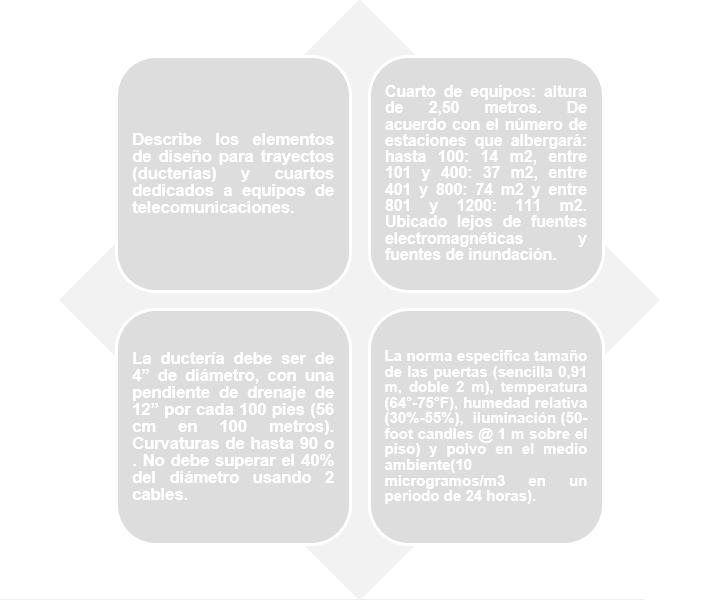 Describe los elementos
de diseño para trayectos
(ducterías) y cuartos
dedicados a equipos de
telecomunicaciones.
Cuarto de equipos: altura
de 2,50 metros. De
acuerdo con el número de
estaciones que albergará:
hasta 100: 14 m2, entre
101 y 400: 37 m2, entre
401 y 800: 74 m2 y entre
801 y 1200: 111 m2.
Ubicado lejos de fuentes
electromagnéticas y
fuentes de inundación.
La ductería debe ser de
4” de diámetro, con una
pendiente de drenaje de
12” por cada 100 pies (56
cm en 100 metros).
Curvaturas de hasta 90 o
. No debe superar el 40%
del diámetro usando 2
cables.
La norma especifica tamaño
de las puertas (sencilla 0,91
m, doble 2 m), temperatura
(64°-75°F), humedad relativa
(30%-55%), iluminación (50-
foot candles @ 1 m sobre el
piso) y polvo en el medio
ambiente(10
microgramos/m3 en un
periodo de 24 horas).